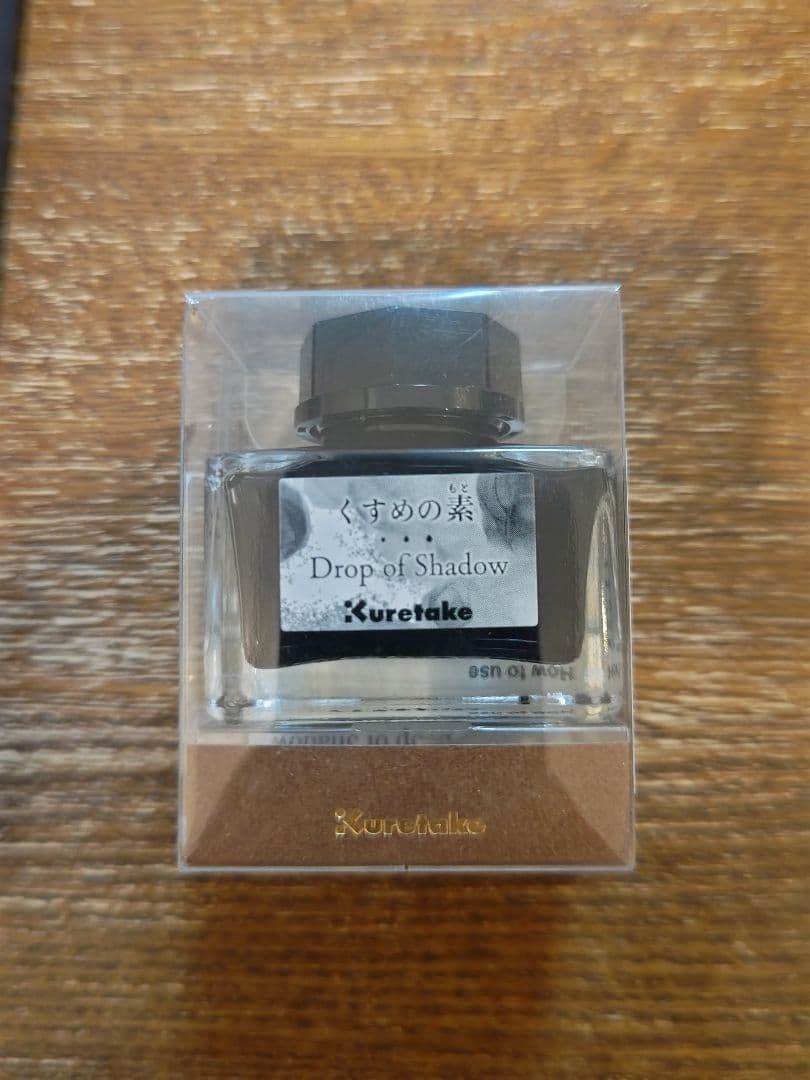 くすめの素
もと
Drop of Shadow
Kuretake
How to use
Kuretake